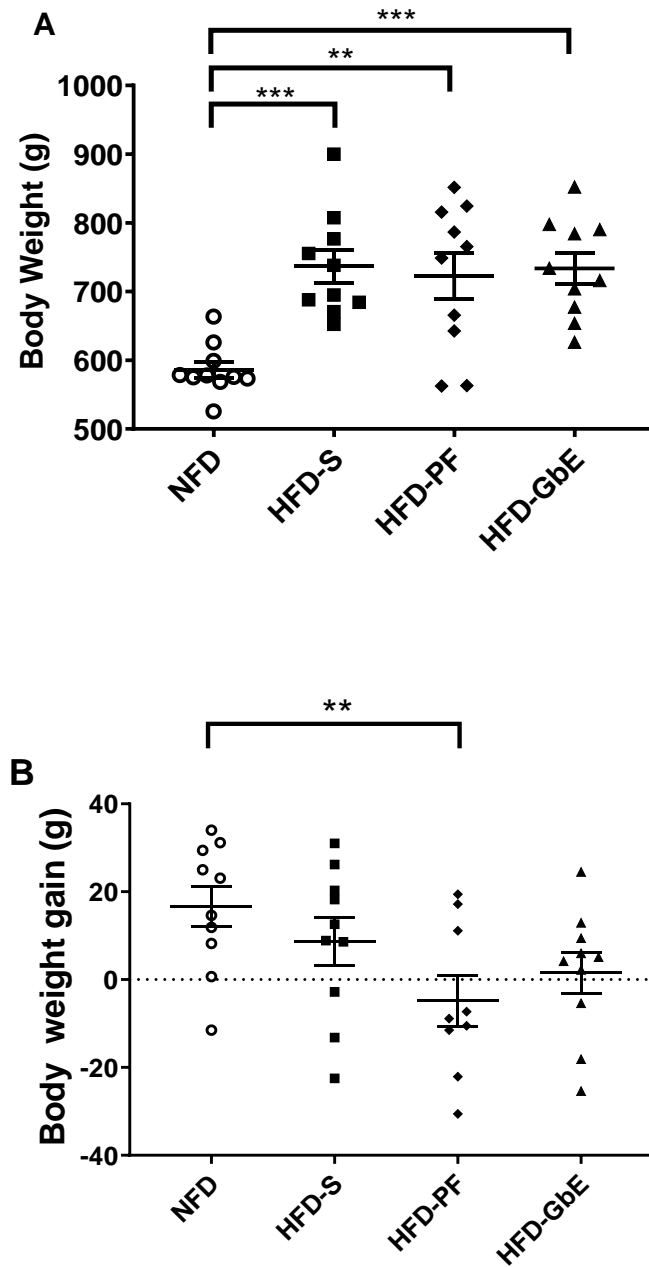 A
***
**
***
Body Weight (g)
1000
900
800
700
600
500
NFD
HFD-S
HFD-PF
HFD-GbE
**
B
Body weight gain (g)
40
20
0
-20
-40
NFD
HFD-S
HFD-PF
HFD-GbE